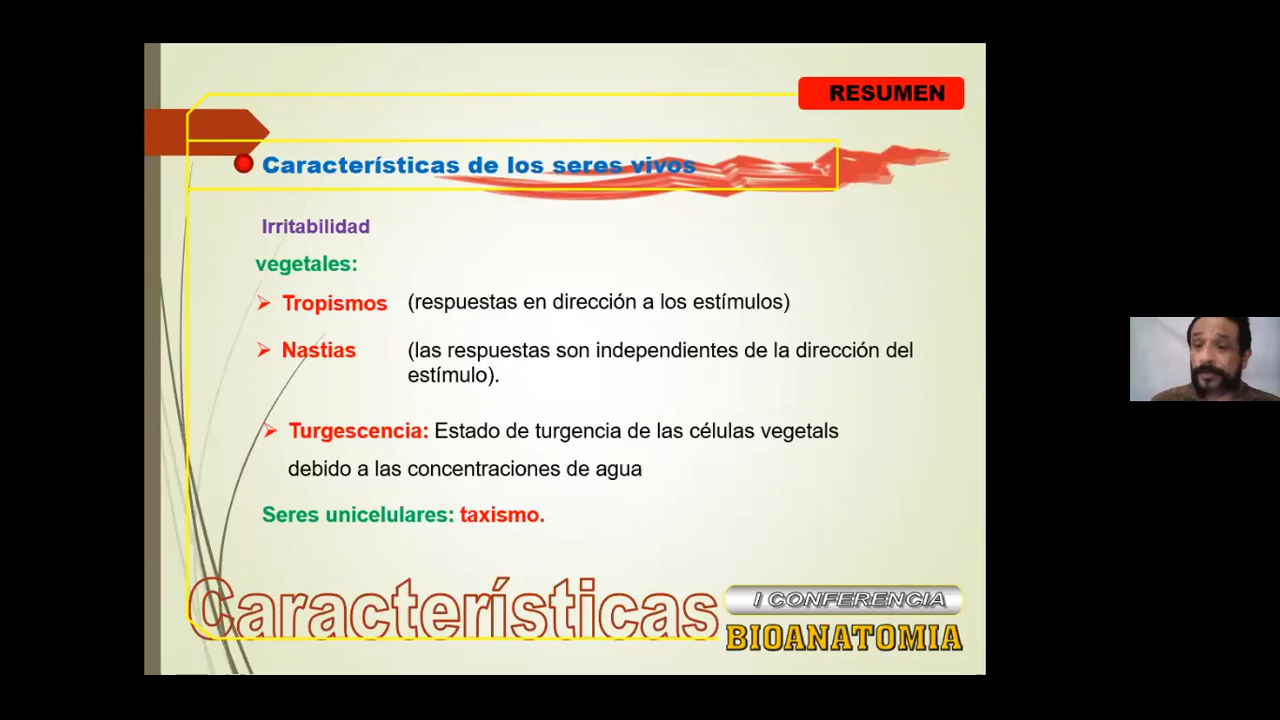 RESUMEN
Características de los seres vivos
Irritabilidad
vegetales:
Tropismos (respuestas en dirección a los estímulos)
Nastias (las respuestas son independientes de la dirección del
estímulo).
Turgescencia: Estado de turgencia de las células vegetals
debido a las concentraciones de agua
Seres unicelulares: taxismo.
Características
I CONFERENCIA
BIOANATOMIA